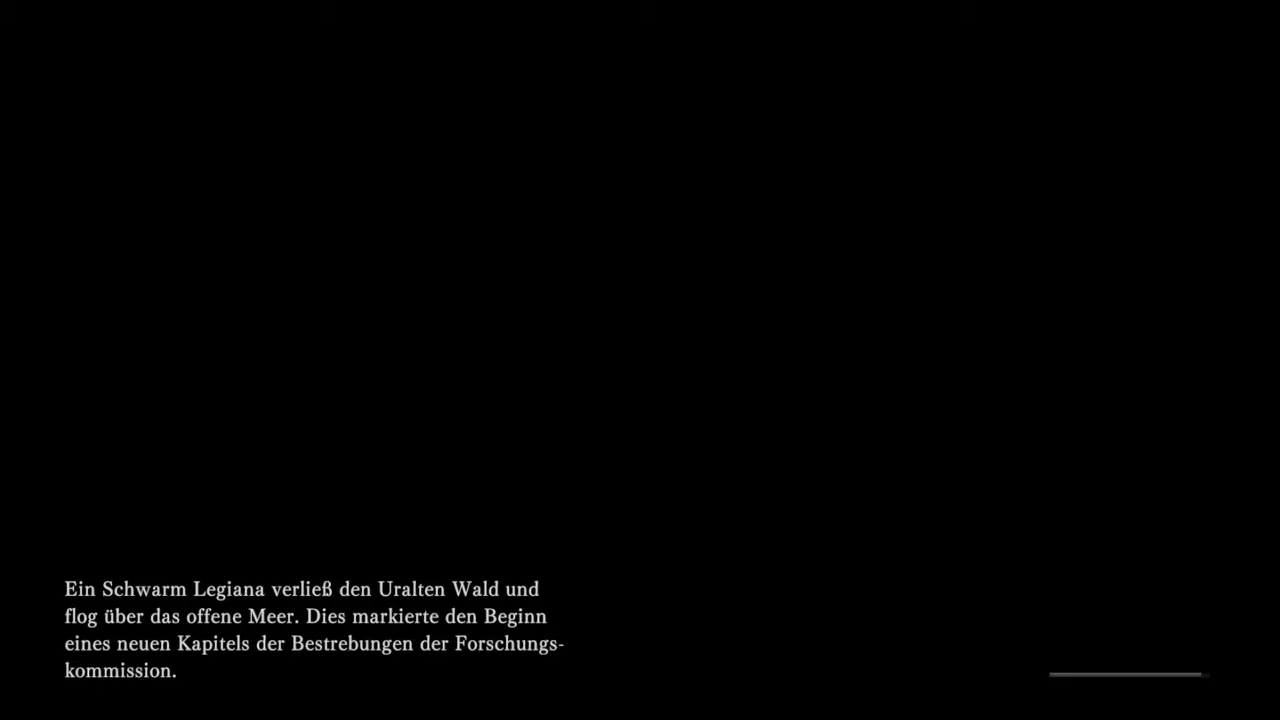 Ein Schwarm Legiana verließ den Uralten Wald und
flog über das offene Meer. Dies markierte den Beginn
eines neuen Kapitels der Bestrebungen der Forschungs-
kommission.